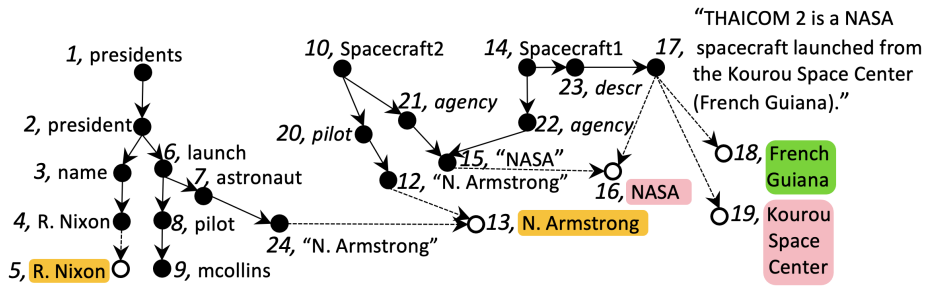 "THAICOM 2 is a NASA
spacecraft launched from
the Kourou Space Center
(French Guiana)."
1, presidents
10, Spacecraft2
14, Spacecraft1
17,
23, descr
21, agency
2, president
20, pilot
22, agency
6, launch
15, "NASA"
18, French
Guiana
3, name
7, astronaut
12, "N. Armstrong"
16, NASA
4, R. Nixon
8, pilot
13, N. Armstrong
19, Kourou
Space
Center
24, "N. Armstrong"
5, R. Nixon
9, mcollins